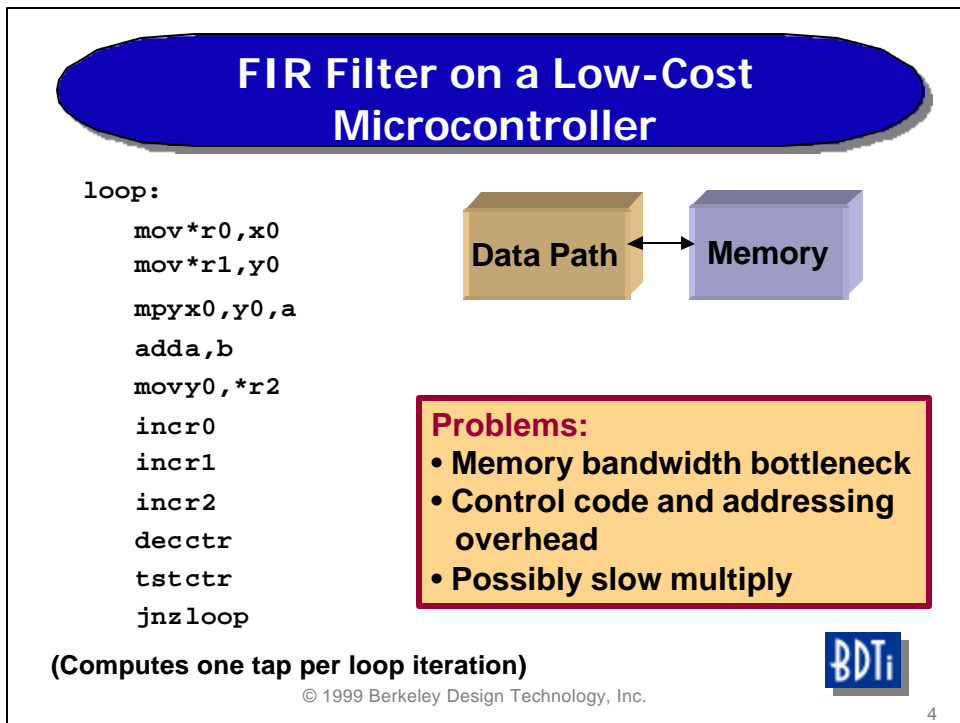 FIR Filter on a Low-Cost
Microcontroller
loop:
mov*r0,x0
mov*r1,y0
mpyx0,y0,a
adda,b
movy0,*r2
incr0
incr1
incr2
decctr
tstctr
jnzloop
Data Path
Memory
Problems:
• Memory bandwidth bottleneck
• Control code and addressing
overhead
• Possibly slow multiply
(Computes one tap per loop iteration)
© 1999 Berkeley Design Technology, Inc.
BDTi
4